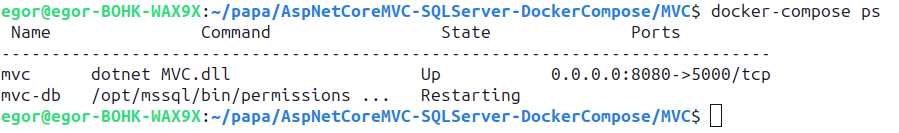 egor@egor-BOHK-WAX9X:~/papa/AspNetCoreMVC-SQLServer-DockerCompose/MVC$ docker-compose ps
Name Command State Ports
--------------------------------------------------------------------------
mvc dotnet MVC.dll Up 0.0.0.0:8080->5000/tcp
mvc-db /opt/mssql/bin/permissions ... Restarting
egor@egor-BOHK-WAX9X:~/papa/AspNetCoreMVC-SQLServer-DockerCompose/MVC$